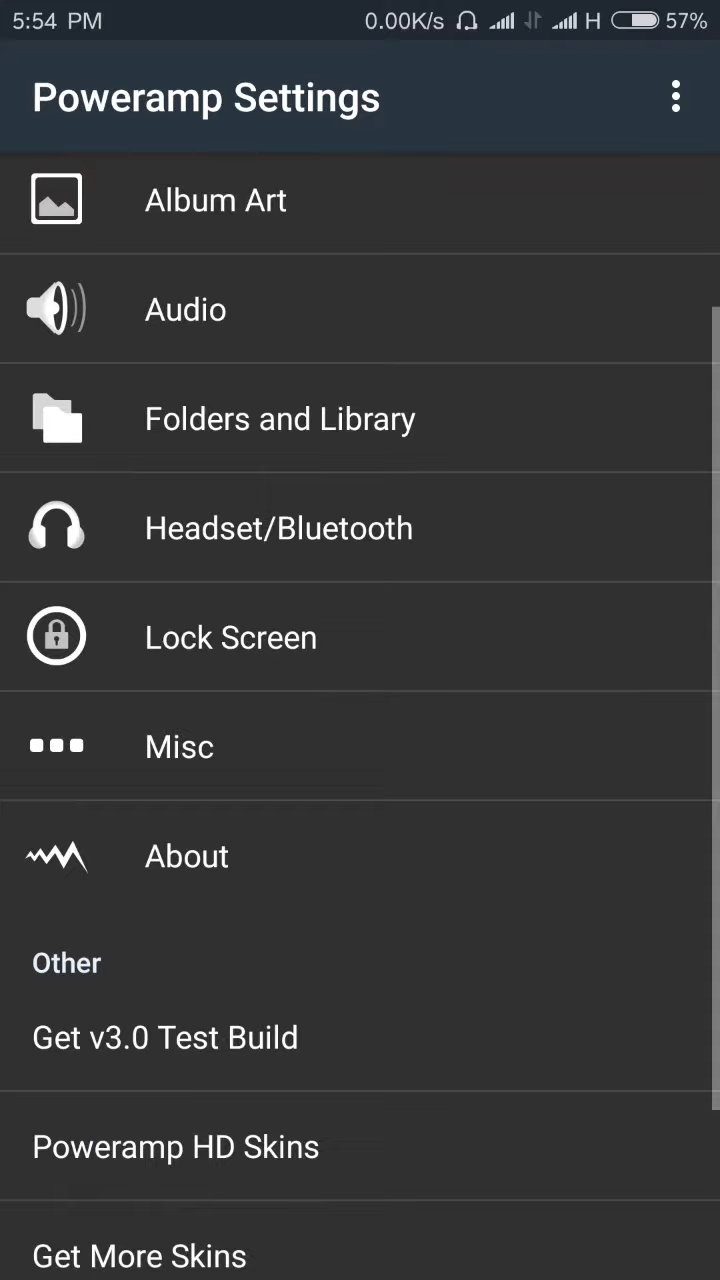 5:54 PM 0.00K/s H 57%
Poweramp Settings
Album Art
Audio
Folders and Library
Headset/Bluetooth
Lock Screen
Misc
About
Other
Get v3.0 Test Build
Poweramp HD Skins
Get More Skins